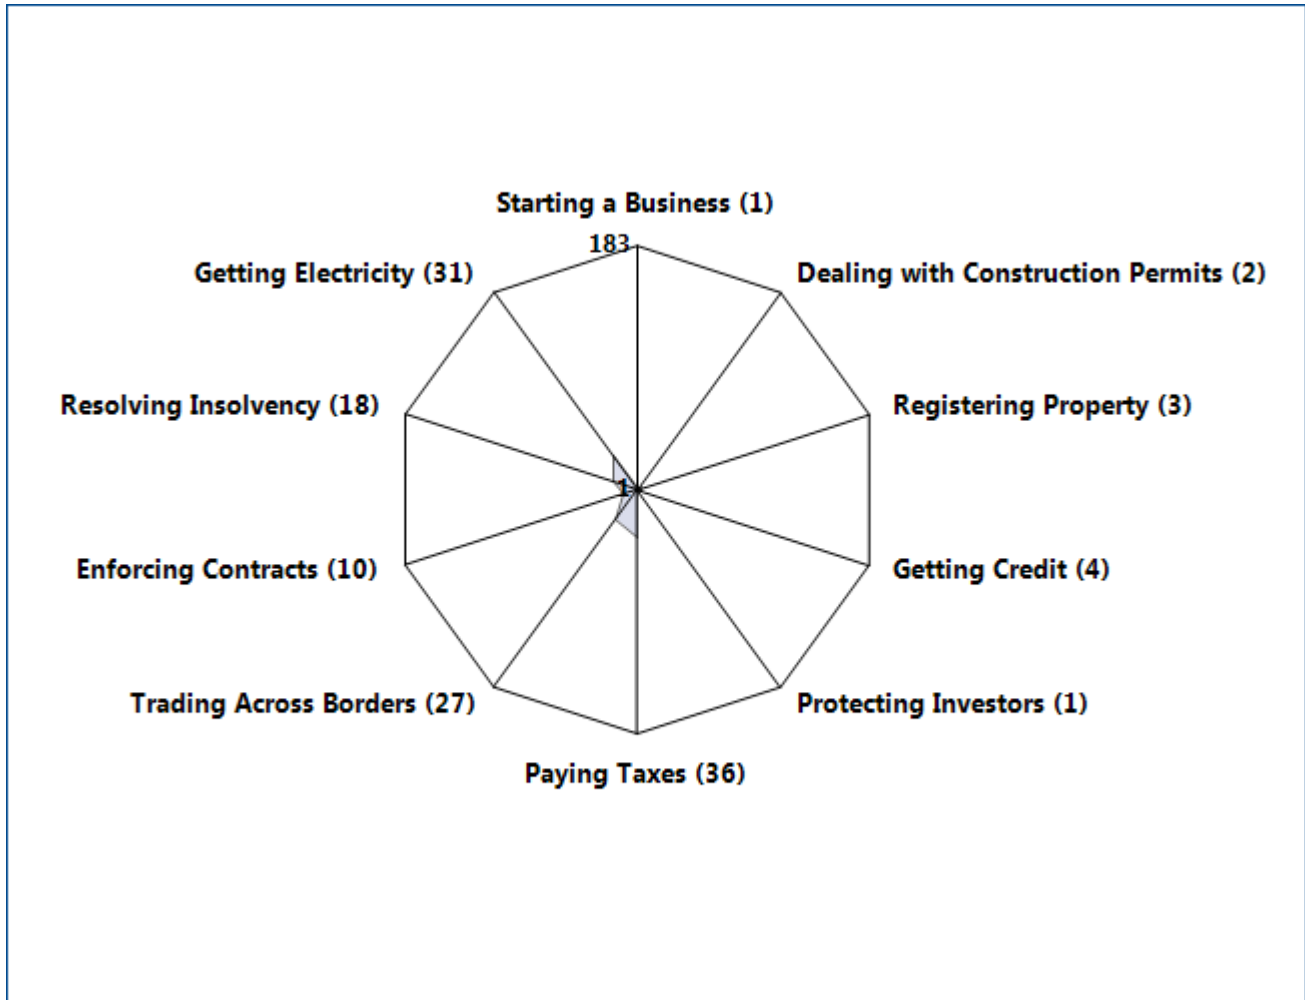 Starting a Business (1)
183
Getting Electricity (31)
Dealing with Construction Permits (2)
Resolving Insolvency (18)
Registering Property (3)
1
Enforcing Contracts (10)
Getting Credit (4)
Trading Across Borders (27)
Protecting Investors (1)
Paying Taxes (36)